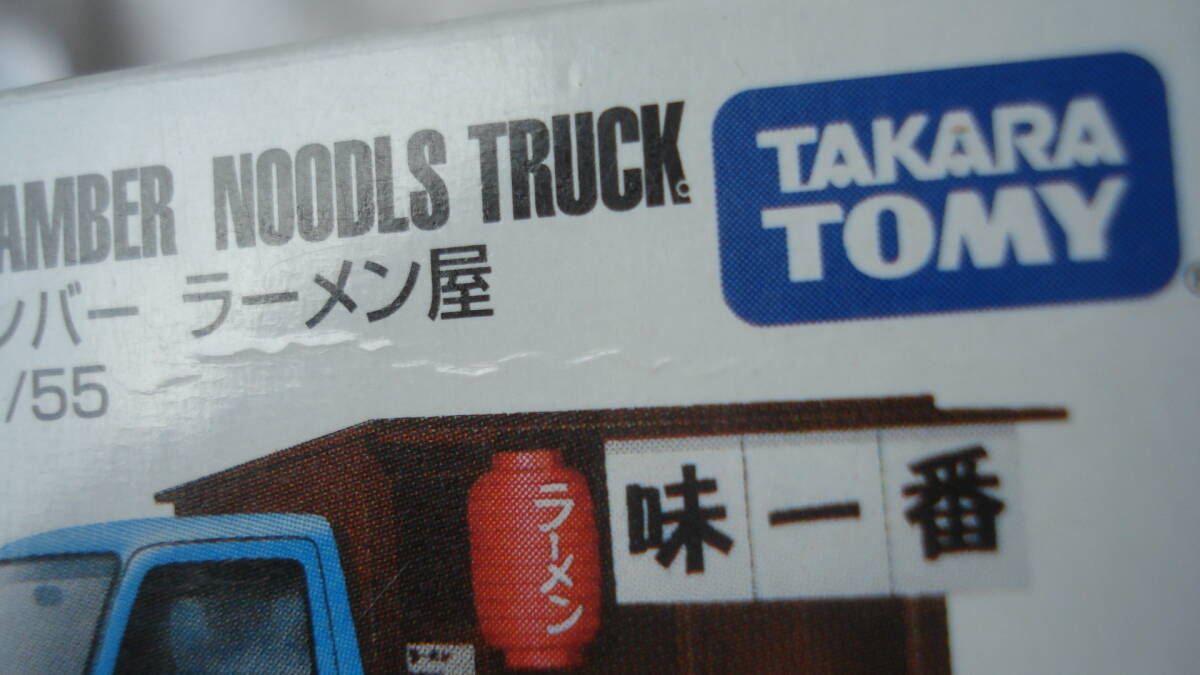 AMBER NOODLS TRUCK
ンバー ラーメン屋
/55
TAKARA
TOMY
ラーメン
味一番